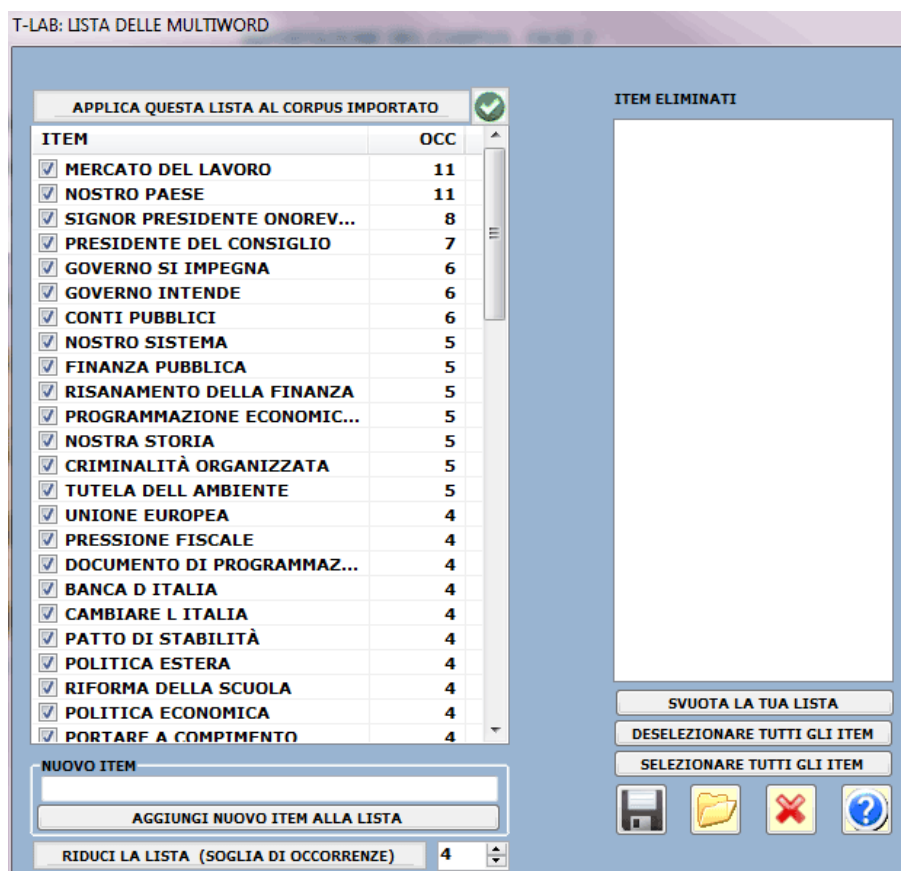 T-LAB: LISTA DELLE MULTIWORD
APPLICA QUESTA LISTA AL CORPUS IMPORTATO
ITEM OCC
MERCATO DEL LAVORO 11
NOSTRO PAESE 11
SIGNOR PRESIDENTE ONOREV... 8
PRESIDENTE DEL CONSIGLIO 7
GOVERNO SI IMPEGNA 6
GOVERNO INTENDE 6
CONTI PUBBLICI 6
NOSTRO SISTEMA 5
FINANZA PUBBLICA 5
RISANAMENTO DELLA FINANZA 5
PROGRAMMAZIONE ECONOMIC... 5
NOSTRA STORIA 5
CRIMINALITÀ ORGANIZZATA 5
TUTELA DELL AMBIENTE 5
UNIONE EUROPEA 4
PRESSIONE FISCALE 4
DOCUMENTO DI PROGRAMMAZ... 4
BANCA D ITALIA 4
CAMBIARE L ITALIA 4
PATTO DI STABILITÀ 4
POLITICA ESTERA 4
RIFORMA DELLA SCUOLA 4
POLITICA ECONOMICA 4
PORTARE A COMPIMENTO 4
NUOVO ITEM
AGGIUNGI NUOVO ITEM ALLA LISTA
RIDUCI LA LISTA (SOGLIA DI OCCORRENZE) 4
ITEM ELIMINATI
SVUOTA LA TUA LISTA
DESELEZIONARE TUTTI GLI ITEM
SELEZIONARE TUTTI GLI ITEM
?